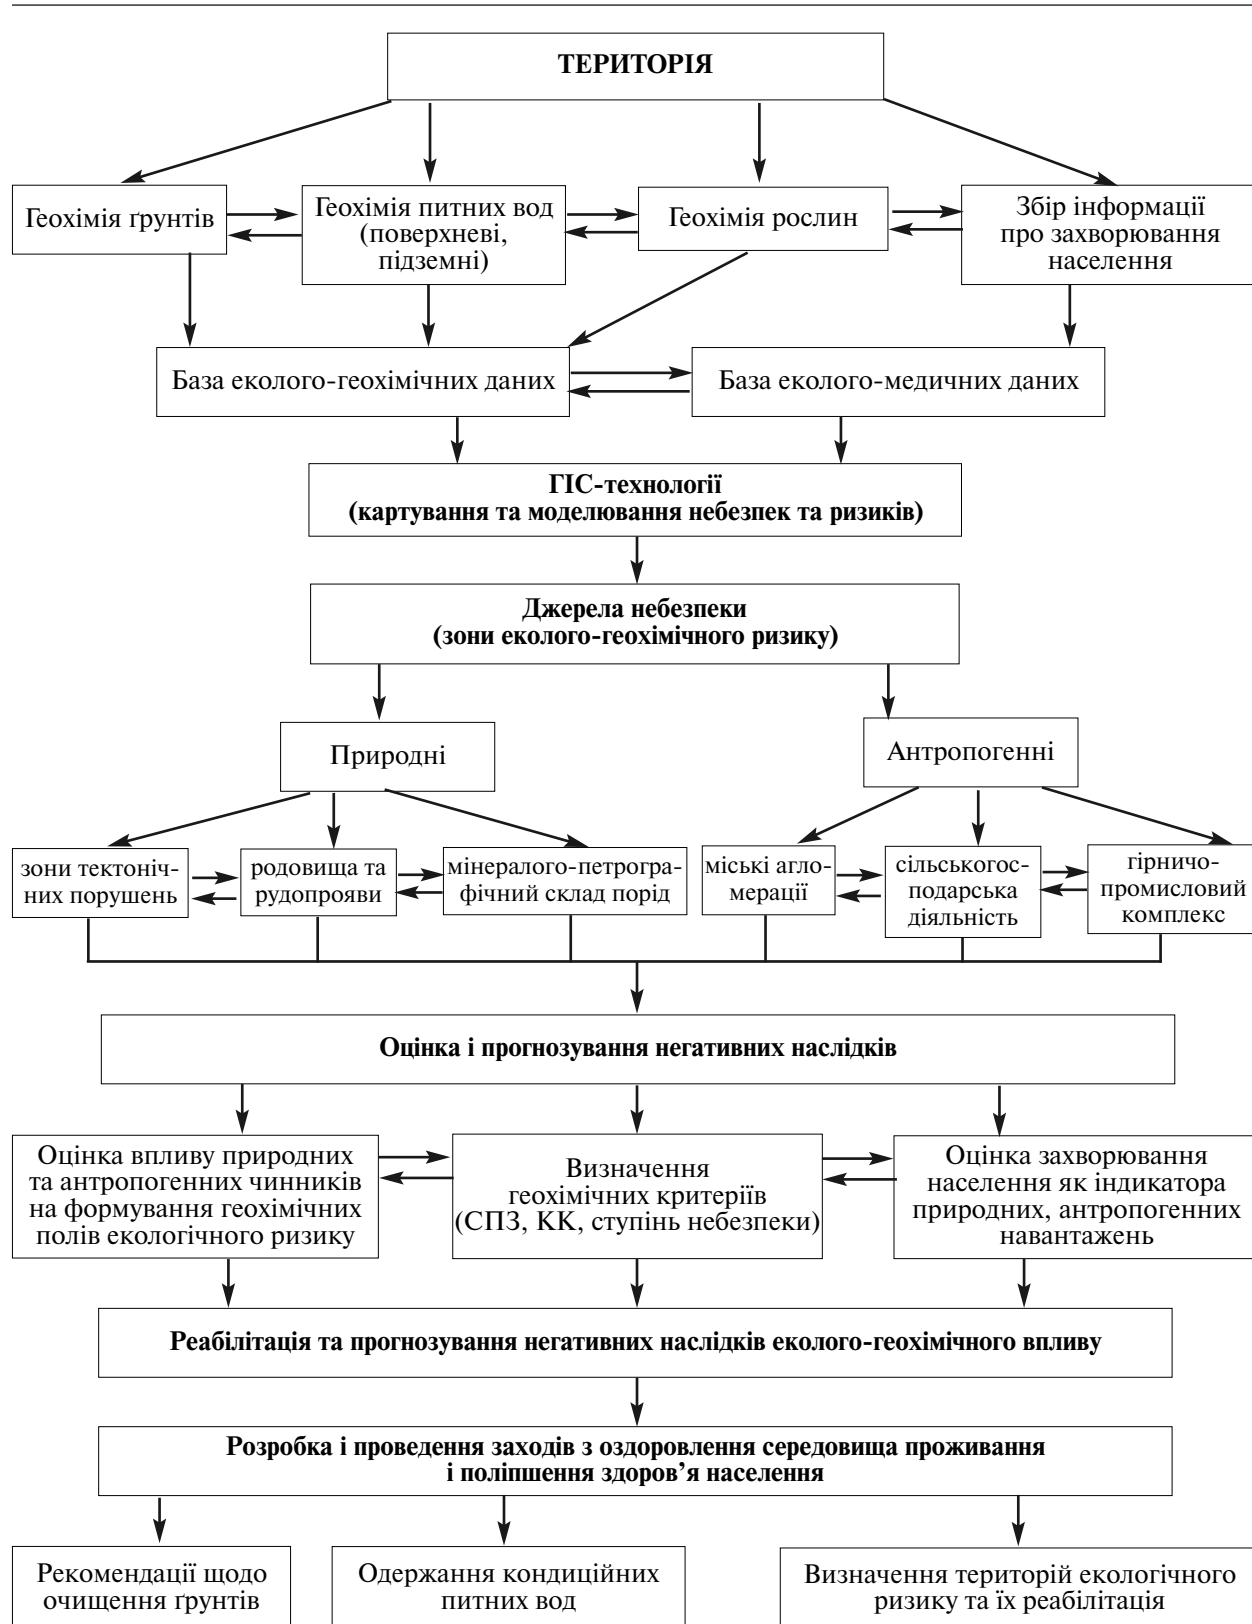 ТЕРИТОРІЯ
Геохімія ґрунтів
Геохімія питних вод
(поверхневі,
підземні)
Геохімія рослин
Збір інформації
про захворювання
населення
База еколого-геохімічних даних
База еколого-медичних даних
ГІС-технології
(картування та моделювання небезпек та ризиків)
Джерела небезпеки
(зони еколого-геохімічного ризику)
Природні
Антропогенні
зони тектоніч-
них порушень
родовища та
рудопрояви
мінералого-петрогра-
фічний склад порід
міські агло-
мерації
сільськогос-
подарська
діяльність
гірничо-
промисловий
комплекс
Оцінка і прогнозування негативних наслідків
Оцінка впливу природних
та антропогенних чинників
на формування геохімічних
полів екологічного ризику
Визначення
геохімічних критеріїв
(СПЗ, КК, ступінь небезпеки)
Оцінка захворювання
населення як індикатора
природних, антропогенних
навантажень
Реабілітація та прогнозування негативних наслідків еколого-геохімічного впливу
Розробка і проведення заходів з оздоровлення середовища проживання
і поліпшення здоров’я населення
Рекомендації щодо
очищення ґрунтів
Одержання кондиційних
питних вод
Визначення територій екологічного
ризику та їх реабілітація